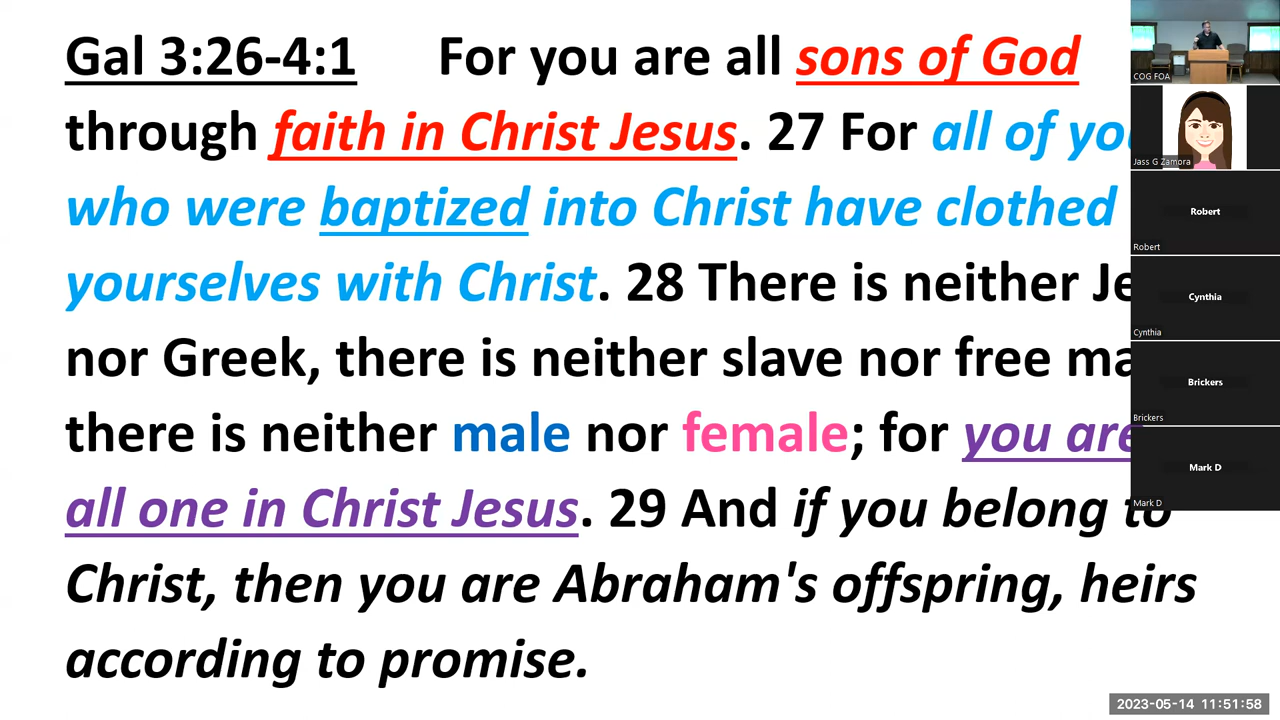 Gal 3:26-4:1 For you are all sons of God
through faith in Christ Jesus. 27 For all of yo
who were baptized into Christ have clothed
yourselves with Christ. 28 There is neither Je
nor Greek, there is neither slave nor free ma
there is neither male nor female; for you are
all one in Christ Jesus. 29 And if you belong to
Christ, then you are Abraham's offspring, heirs
according to promise.
COG FOA
Jass G Zamora
Robert
Robert
Cynthia
Cynthia
Brickers
Brickers
Mark D
Mark D
2023-05-14 11:51:58